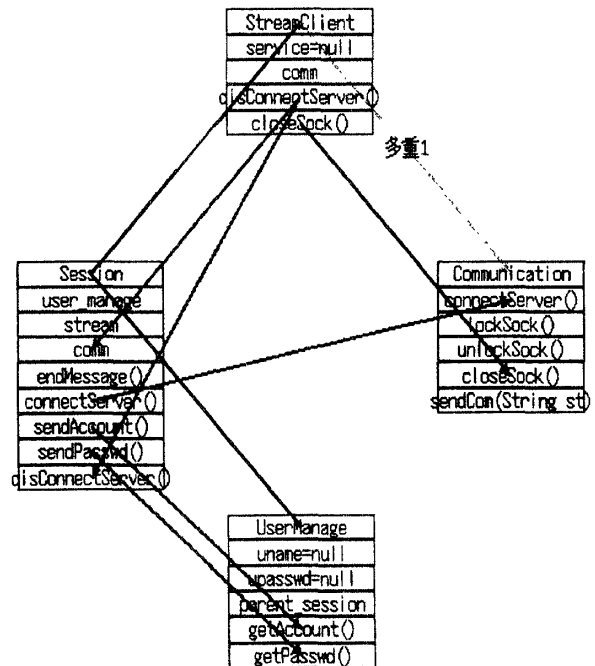 StreamClient
service=null
comm
disConnectServer()
closeSock()
多重1
Session
user_manage
stream
comm
endMessage()
connectServer()
sendAccount()
sendPasswd()
disConnectServer()
Communication
connectServer()
lockSock()
unlockSock()
closeSock()
sendCom(String st)
UserManage
uname=null
upasswd=null
parent_session
getAccount()
getPasswd()